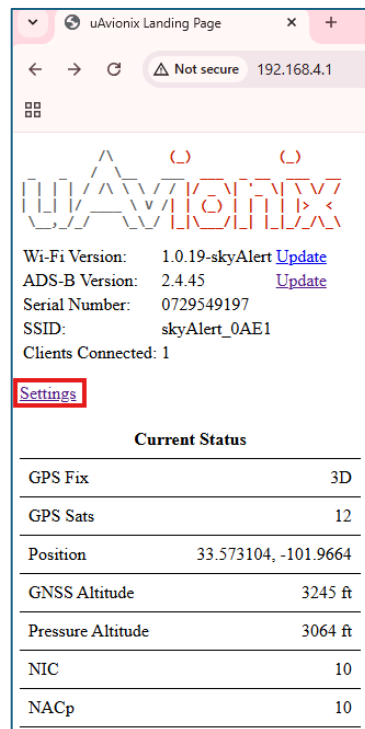 uAvionix Landing Page
Not secure 192.168.4.1
uAvionix
Wi-Fi Version: 1.0.19-skyAlert Update
ADS-B Version: 2.4.45 Update
Serial Number: 0729549197
SSID: skyAlert_0AE1
Clients Connected: 1
Settings
Current Status
GPS Fix 3D
GPS Sats 12
Position 33.573104, -101.9664
GNSS Altitude 3245 ft
Pressure Altitude 3064 ft
NIC 10
NACp 10